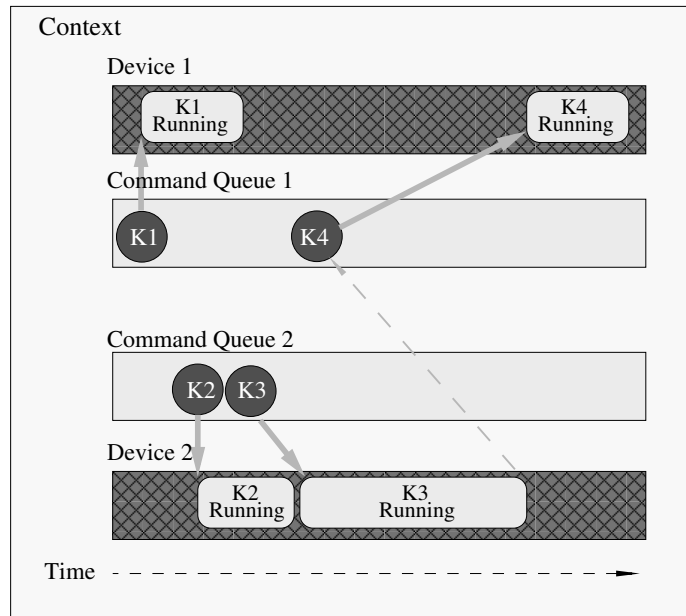 Context
Device 1
K1
Running
K4
Running
Command Queue 1
K1
K4
Command Queue 2
K2
K3
Device 2
K2
Running
K3
Running
Time